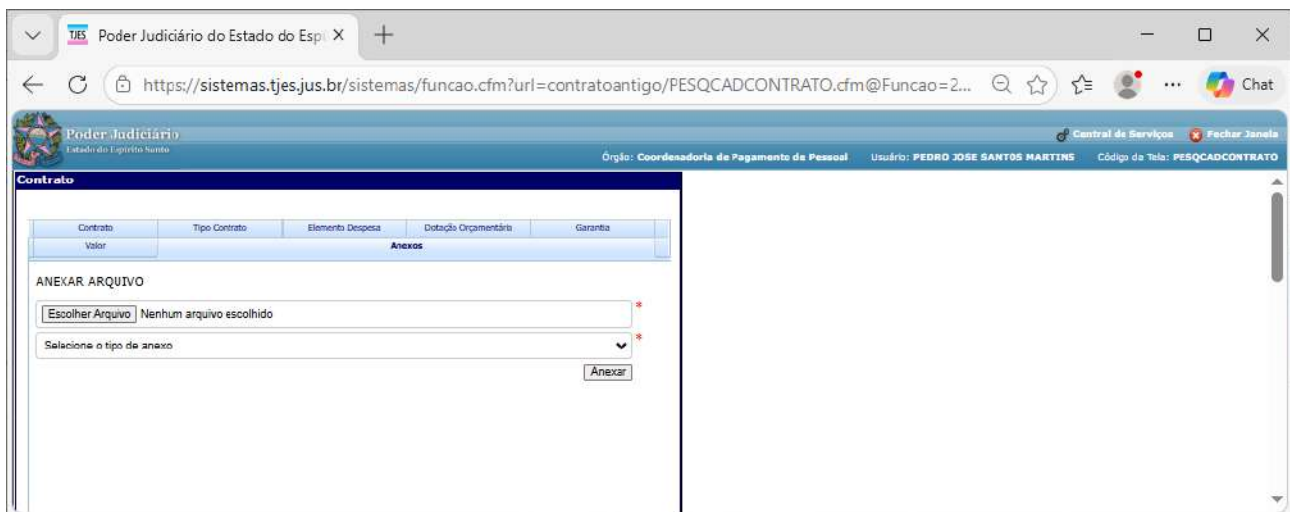 TJES Poder Judiciário do Estado do Espí
https://sistemas.tjes.jus.br/sistemas/funcao.cfm?url=contratoantigo/PESQCADCONTRATO.cfm@Funcao=2... Chat
Poder Judiciário
Estado do Espírito Santo
Central de Serviços Fechar Janela
Órgão: Coordenadoria de Pagamento de Pessoal Usuário: PEDRO JOSE SANTOS MARTINS Código da Tela: PESQCADCONTRATO
Contrato
Contrato Tipo Contrato Elemento Despesa Dotação Orçamentária Garantia
Valor Anexos
ANEXAR ARQUIVO
Escolher Arquivo Nenhum arquivo escolhido *
Selecione o tipo de anexo *
Anexar